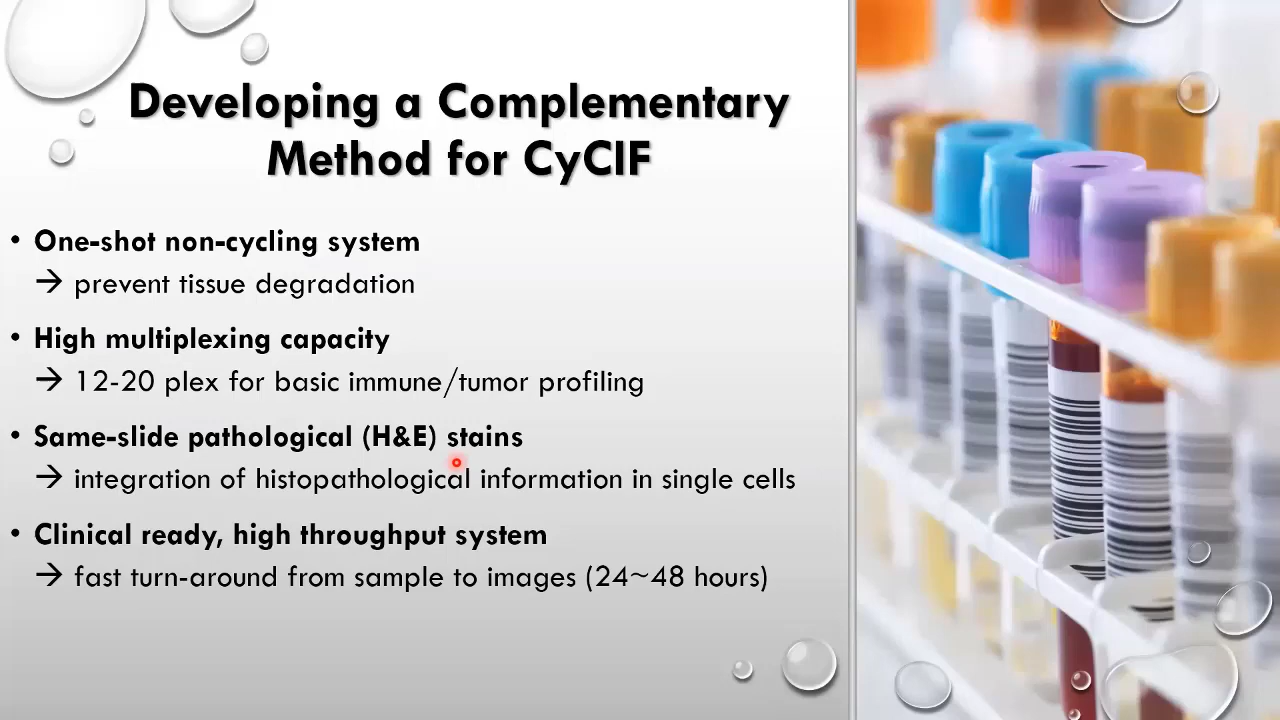 Developing a Complementary
Method for CyCIF
• One-shot non-cycling system
→ prevent tissue degradation
• High multiplexing capacity
→ 12-20 plex for basic immune/tumor profiling
• Same-slide pathological (H&E) stains
→ integration of histopathological information in single cells
• Clinical ready, high throughput system
→ fast turn-around from sample to images (24~48 hours)